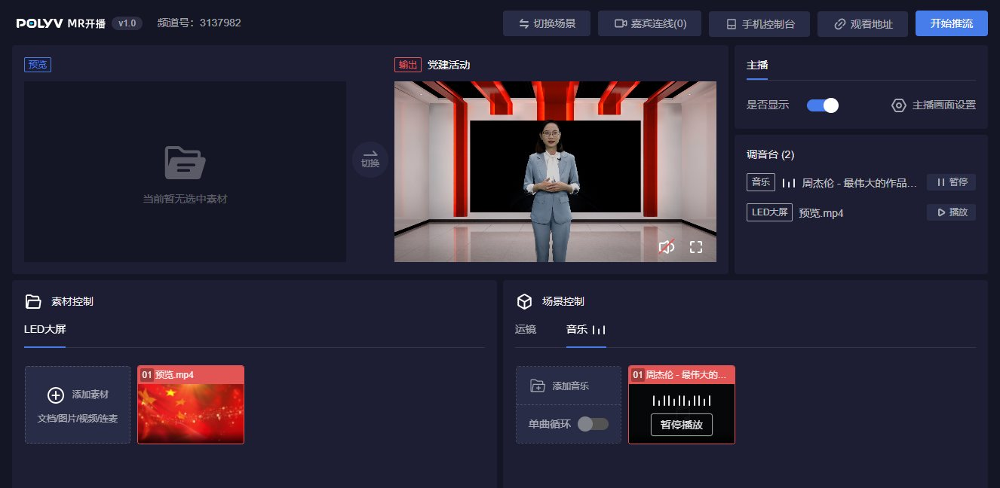 POLYV MR开播 v1.0 频道号：3137982
切换场景
嘉宾连线(0)
手机控制台
观看地址
开始推流
预览
当前暂无选中素材
切换
输出 党建活动
主播
是否显示
主播画面设置
调音台 (2)
音乐 周杰伦 - 最伟大的作品... 暂停
LED大屏 预览.mp4 播放
素材控制
LED大屏
添加素材
文档/图片/视频/连麦
01 预览.mp4
场景控制
运镜 音乐
添加音乐
单曲循环
01 周杰伦 - 最伟大的...
暂停播放